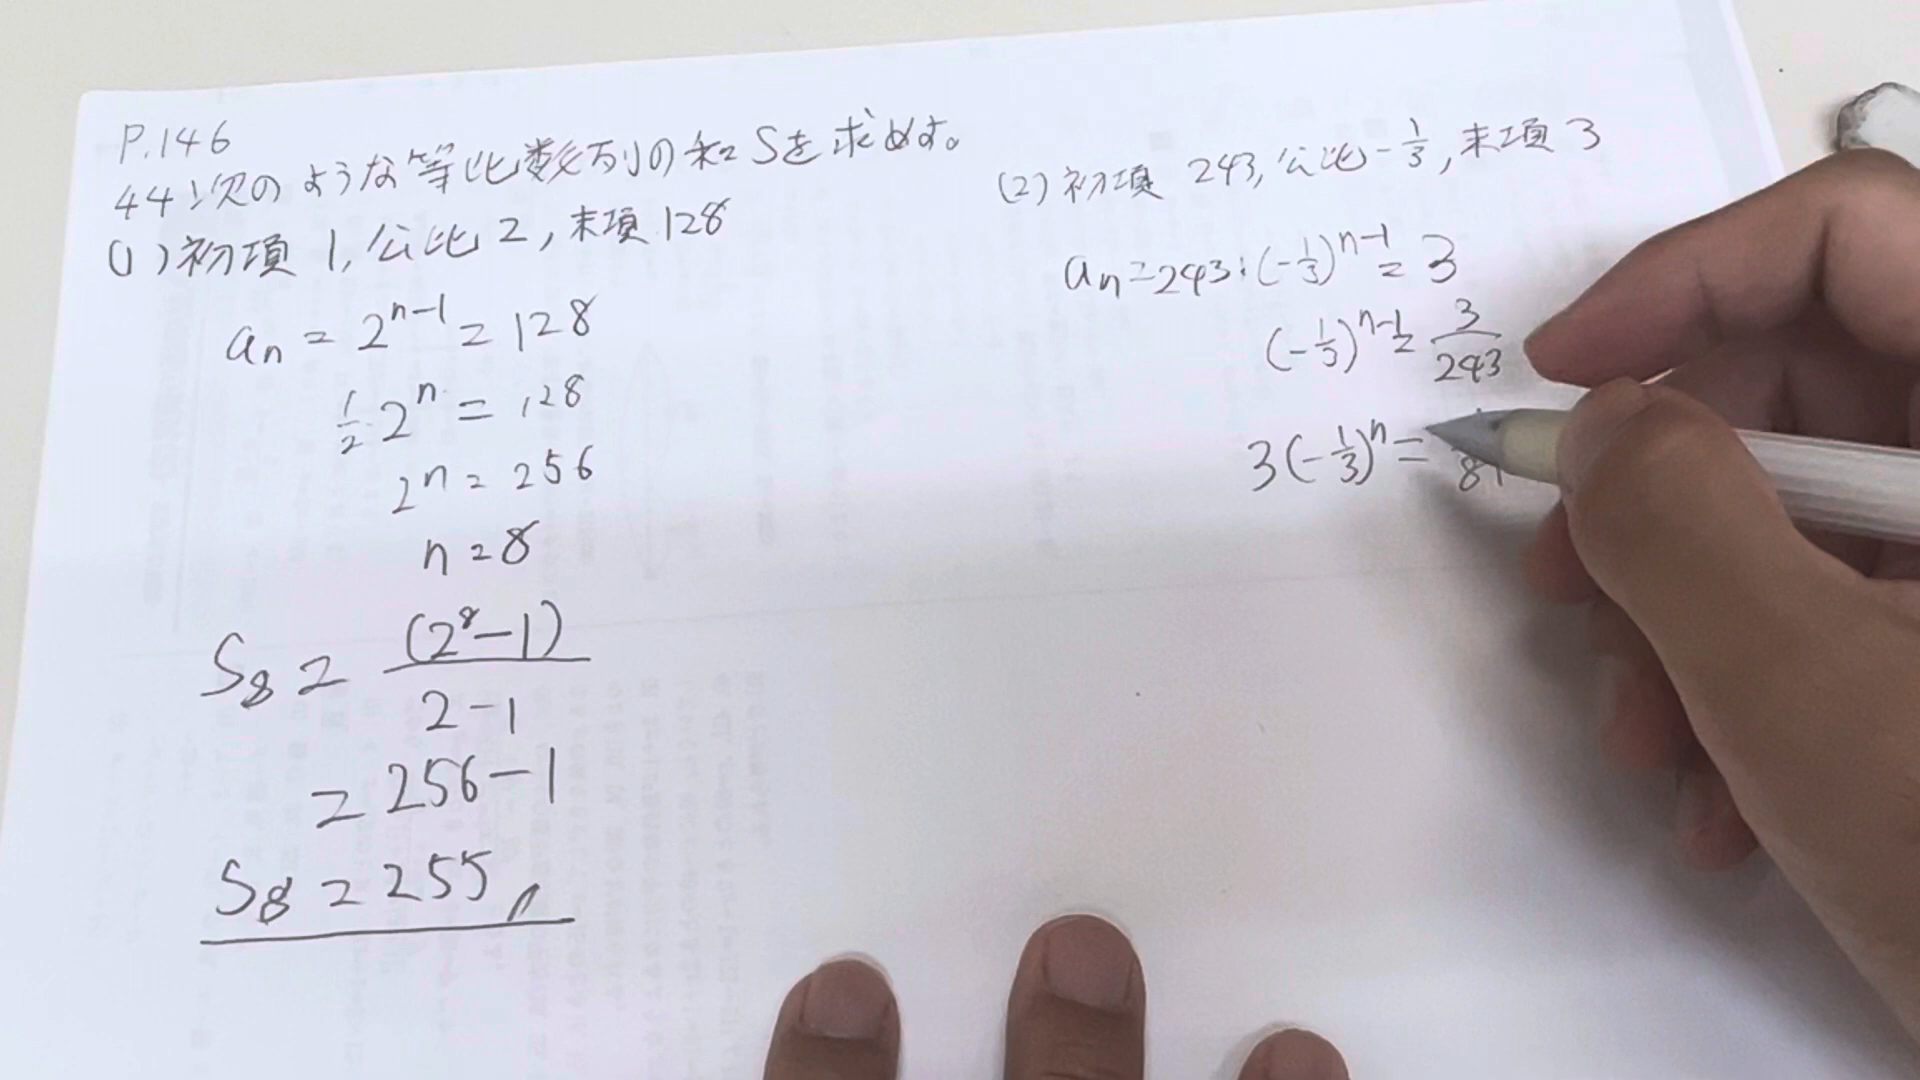 P.146
44 次のような等比数列の和Sを求めよ。
(1) 初項 1, 公比 2, 末項 128
aₙ = 2ⁿ⁻¹ = 128
1/2 2ⁿ = 128
2ⁿ = 256
n = 8
S₈ = (2⁸-1)/2-1
= 256-1
S₈ = 255
(2) 初項 243, 公比 -1/3, 末項 3
aₙ = 243・(-1/3)ⁿ⁻¹ = 3
(-1/3)ⁿ⁻¹ = 3/243
3(-1/3)ⁿ =